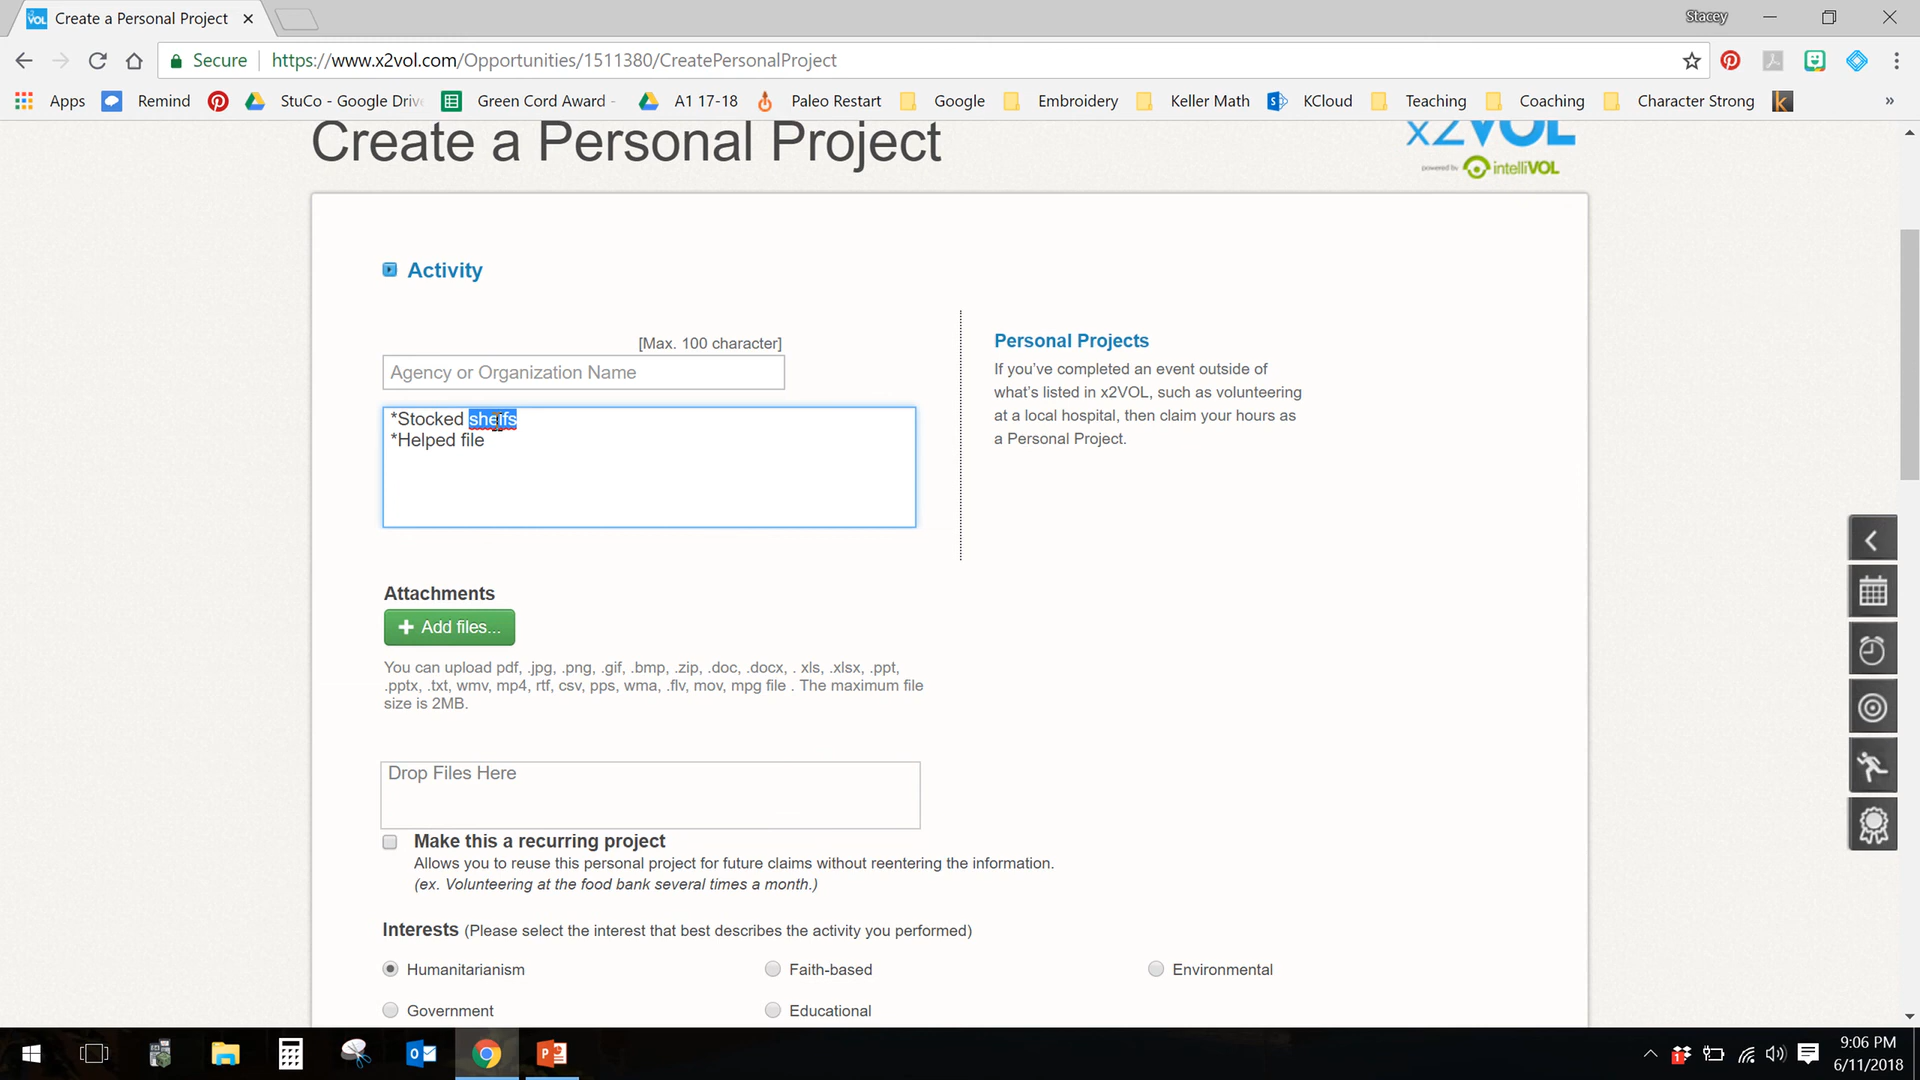 Create a Personal Project
Stacey
Secure
https://www.x2vol.com/Opportunities/1511380/CreatePersonalProject
Apps
Remind
StuCo - Google Driv
Green Cord Award -
A1 17-18
Paleo Restart
Google
Embroidery
Keller Math
KCloud
Teaching
Coaching
Character Strong
»
Create a Personal Project
x2VOL
powered by intelliVOL
Activity
[Max. 100 character]
Agency or Organization Name
*Stocked shelfs
*Helped file
Personal Projects
If you've completed an event outside of
what's listed in x2VOL, such as volunteering
at a local hospital, then claim your hours as
a Personal Project.
Attachments
+ Add files...
You can upload pdf, .jpg, .png, .gif, .bmp, .zip, .doc, .docx, . xls, .xlsx, .ppt,
.pptx, .txt, wmv, mp4, rtf, csv, pps, wma, .flv, mov, mpg file . The maximum file
size is 2MB.
Drop Files Here
Make this a recurring project
Allows you to reuse this personal project for future claims without reentering the information.
(ex. Volunteering at the food bank several times a month.)
Interests (Please select the interest that best describes the activity you performed)
Humanitarianism
Faith-based
Environmental
Government
Educational
9:06 PM
6/11/2018